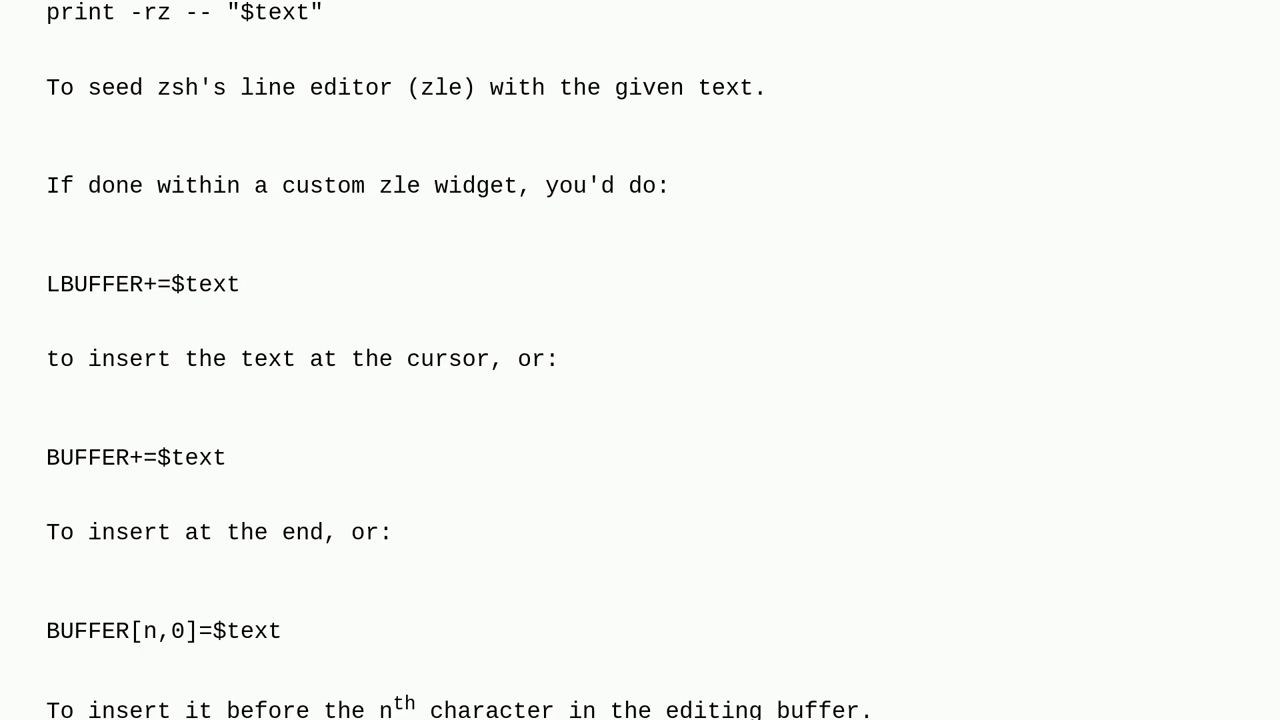 print -rz -- "$text"
To seed zsh's line editor (zle) with the given text.
If done within a custom zle widget, you'd do:
LBUFFER+=$text
to insert the text at the cursor, or:
BUFFER+=$text
To insert at the end, or:
BUFFER[n,0]=$text
To insert it before the nth character in the editing buffer.